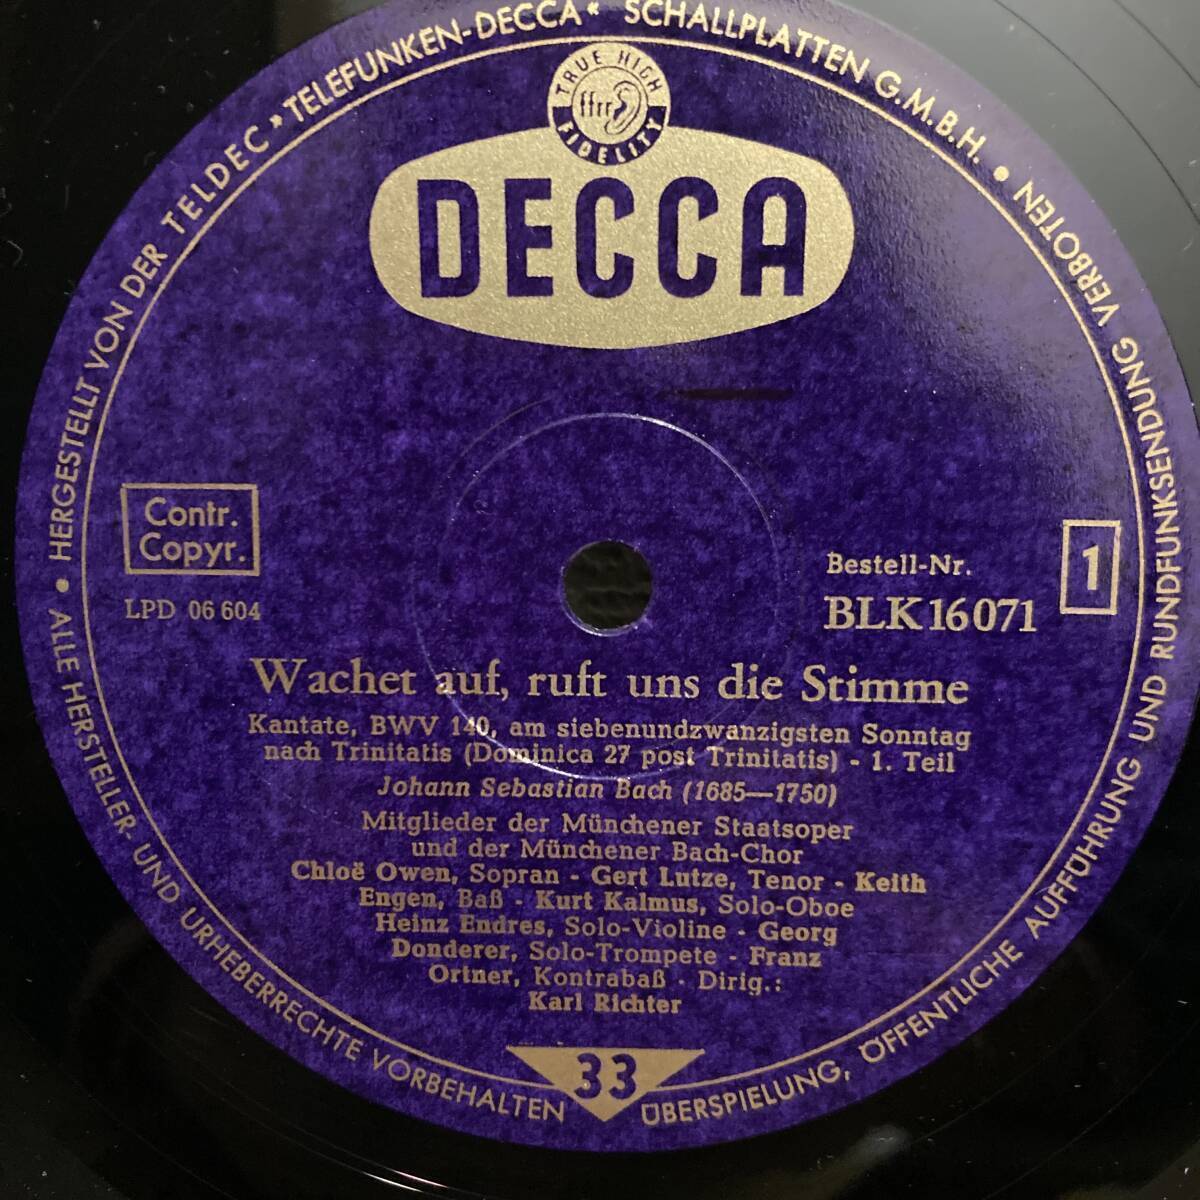 HERGESTELLT VON DER TELDEC »TELEFUNKEN-DECCA« SCHALLPLATTEN G.M.B.H. •
VERBOTEN
ALLE HERSTELLER- UND URHEBERRECHTE VORBEHALTEN
ÜBERSPIELUNG, ÖFFENTLICHE AUFFÜHRUNG UND RUNDFUNKSENDUNG
TRUE HIGH
ffrr
FIDELITY
DECCA
Contr.
Copyr.
LPD 06 604
Bestell-Nr.
BLK 16071
1
Wachet auf, ruft uns die Stimme
Kantate, BWV 140, am siebenundzwanzigsten Sonntag
nach Trinitatis (Dominica 27 post Trinitatis) - 1. Teil
Johann Sebastian Bach (1685—1750)
Mitglieder der Münchener Staatsoper
und der Münchener Bach-Chor
Chloë Owen, Sopran - Gert Lutze, Tenor - Keith
Engen, Baß - Kurt Kalmus, Solo-Oboe
Heinz Endres, Solo-Violine - Georg
Donderer, Solo-Trompete - Franz
Ortner, Kontrabaß - Dirig.:
Karl Richter
33